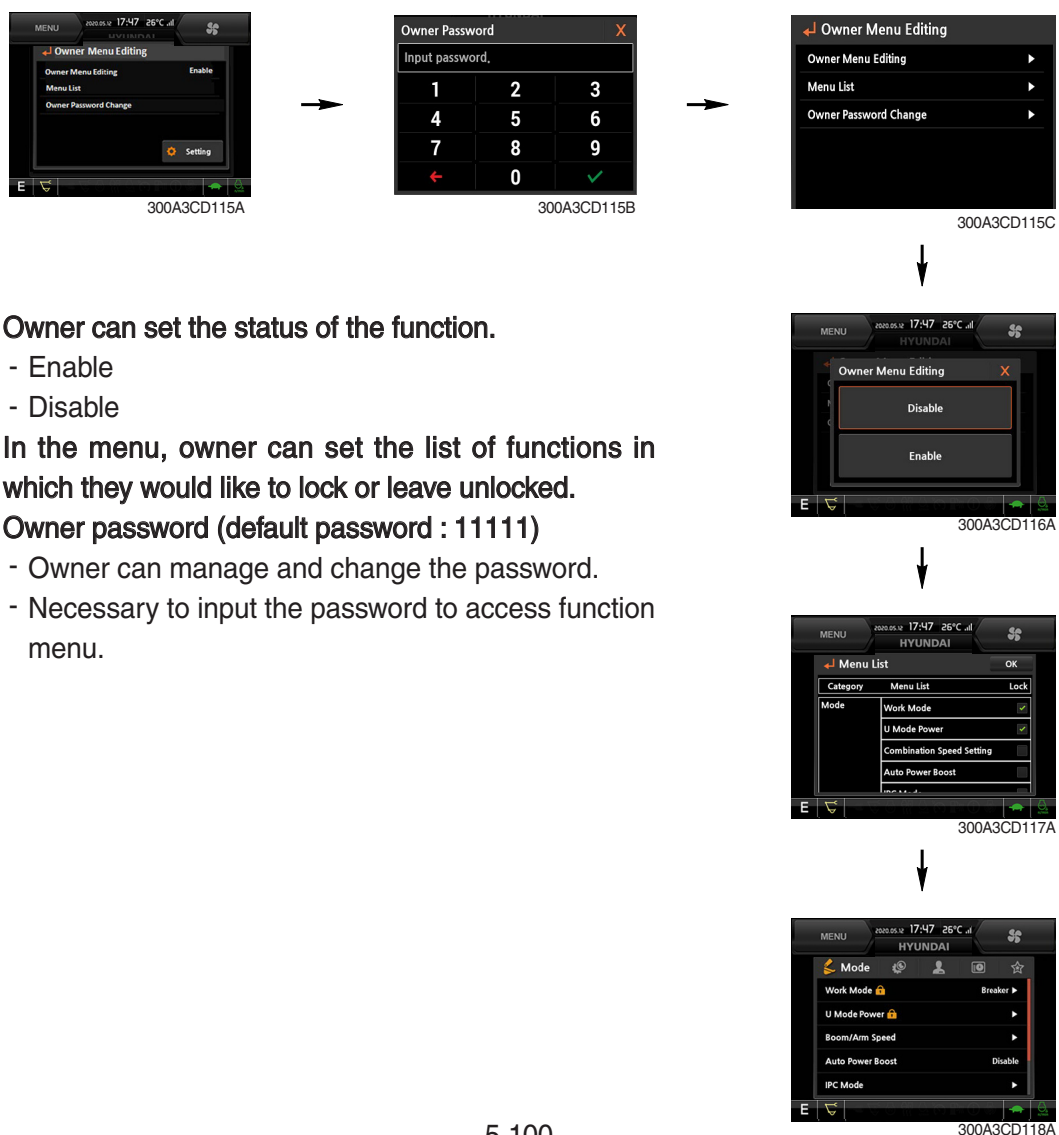 MENU 2020.05.12 17:47 26°C
HYUNDAI
Owner Menu Editing
Owner Menu Editing Enable
Menu List
Owner Password Change
Setting
E
300A3CD115A
Owner Password X
Input password.
1 2 3
4 5 6
7 8 9
0
300A3CD115B
Owner Menu Editing
Owner Menu Editing
Menu List
Owner Password Change
300A3CD115C
Owner can set the status of the function.
- Enable
- Disable
In the menu, owner can set the list of functions in
which they would like to lock or leave unlocked.
Owner password (default password : 11111)
- Owner can manage and change the password.
- Necessary to input the password to access function
menu.
MENU 2020.05.12 17:47 26°C
HYUNDAI
Owner Menu Editing X
Disable
Enable
E
300A3CD116A
MENU 2020.05.12 17:47 26°C
HYUNDAI
Menu List OK
Category Menu List Lock
Mode Work Mode
U Mode Power
Combination Speed Setting
Auto Power Boost
IPC Mode
E
300A3CD117A
MENU 2020.05.12 17:47 26°C
HYUNDAI
Mode
Work Mode Breaker
U Mode Power
Boom/Arm Speed
Auto Power Boost Disable
IPC Mode
E
300A3CD118A
5-100